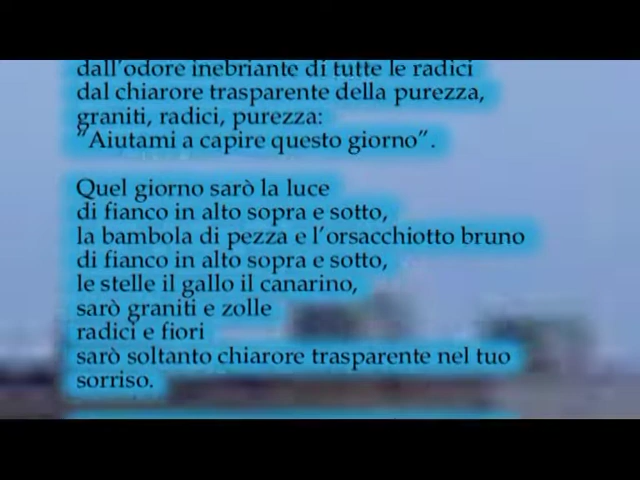 dall'odore inebriante di tutte le radici
dal chiarore trasparente della purezza,
graniti, radici, purezza:
"Aiutami a capire questo giorno".
Quel giorno sarò la luce
di fianco in alto sopra e sotto,
la bambola di pezza e l'orsacchiotto bruno
di fianco in alto sopra e sotto,
le stelle il gallo il canarino,
sarò graniti e zolle
radici e fiori
sarò soltanto chiarore trasparente nel tuo
sorriso.